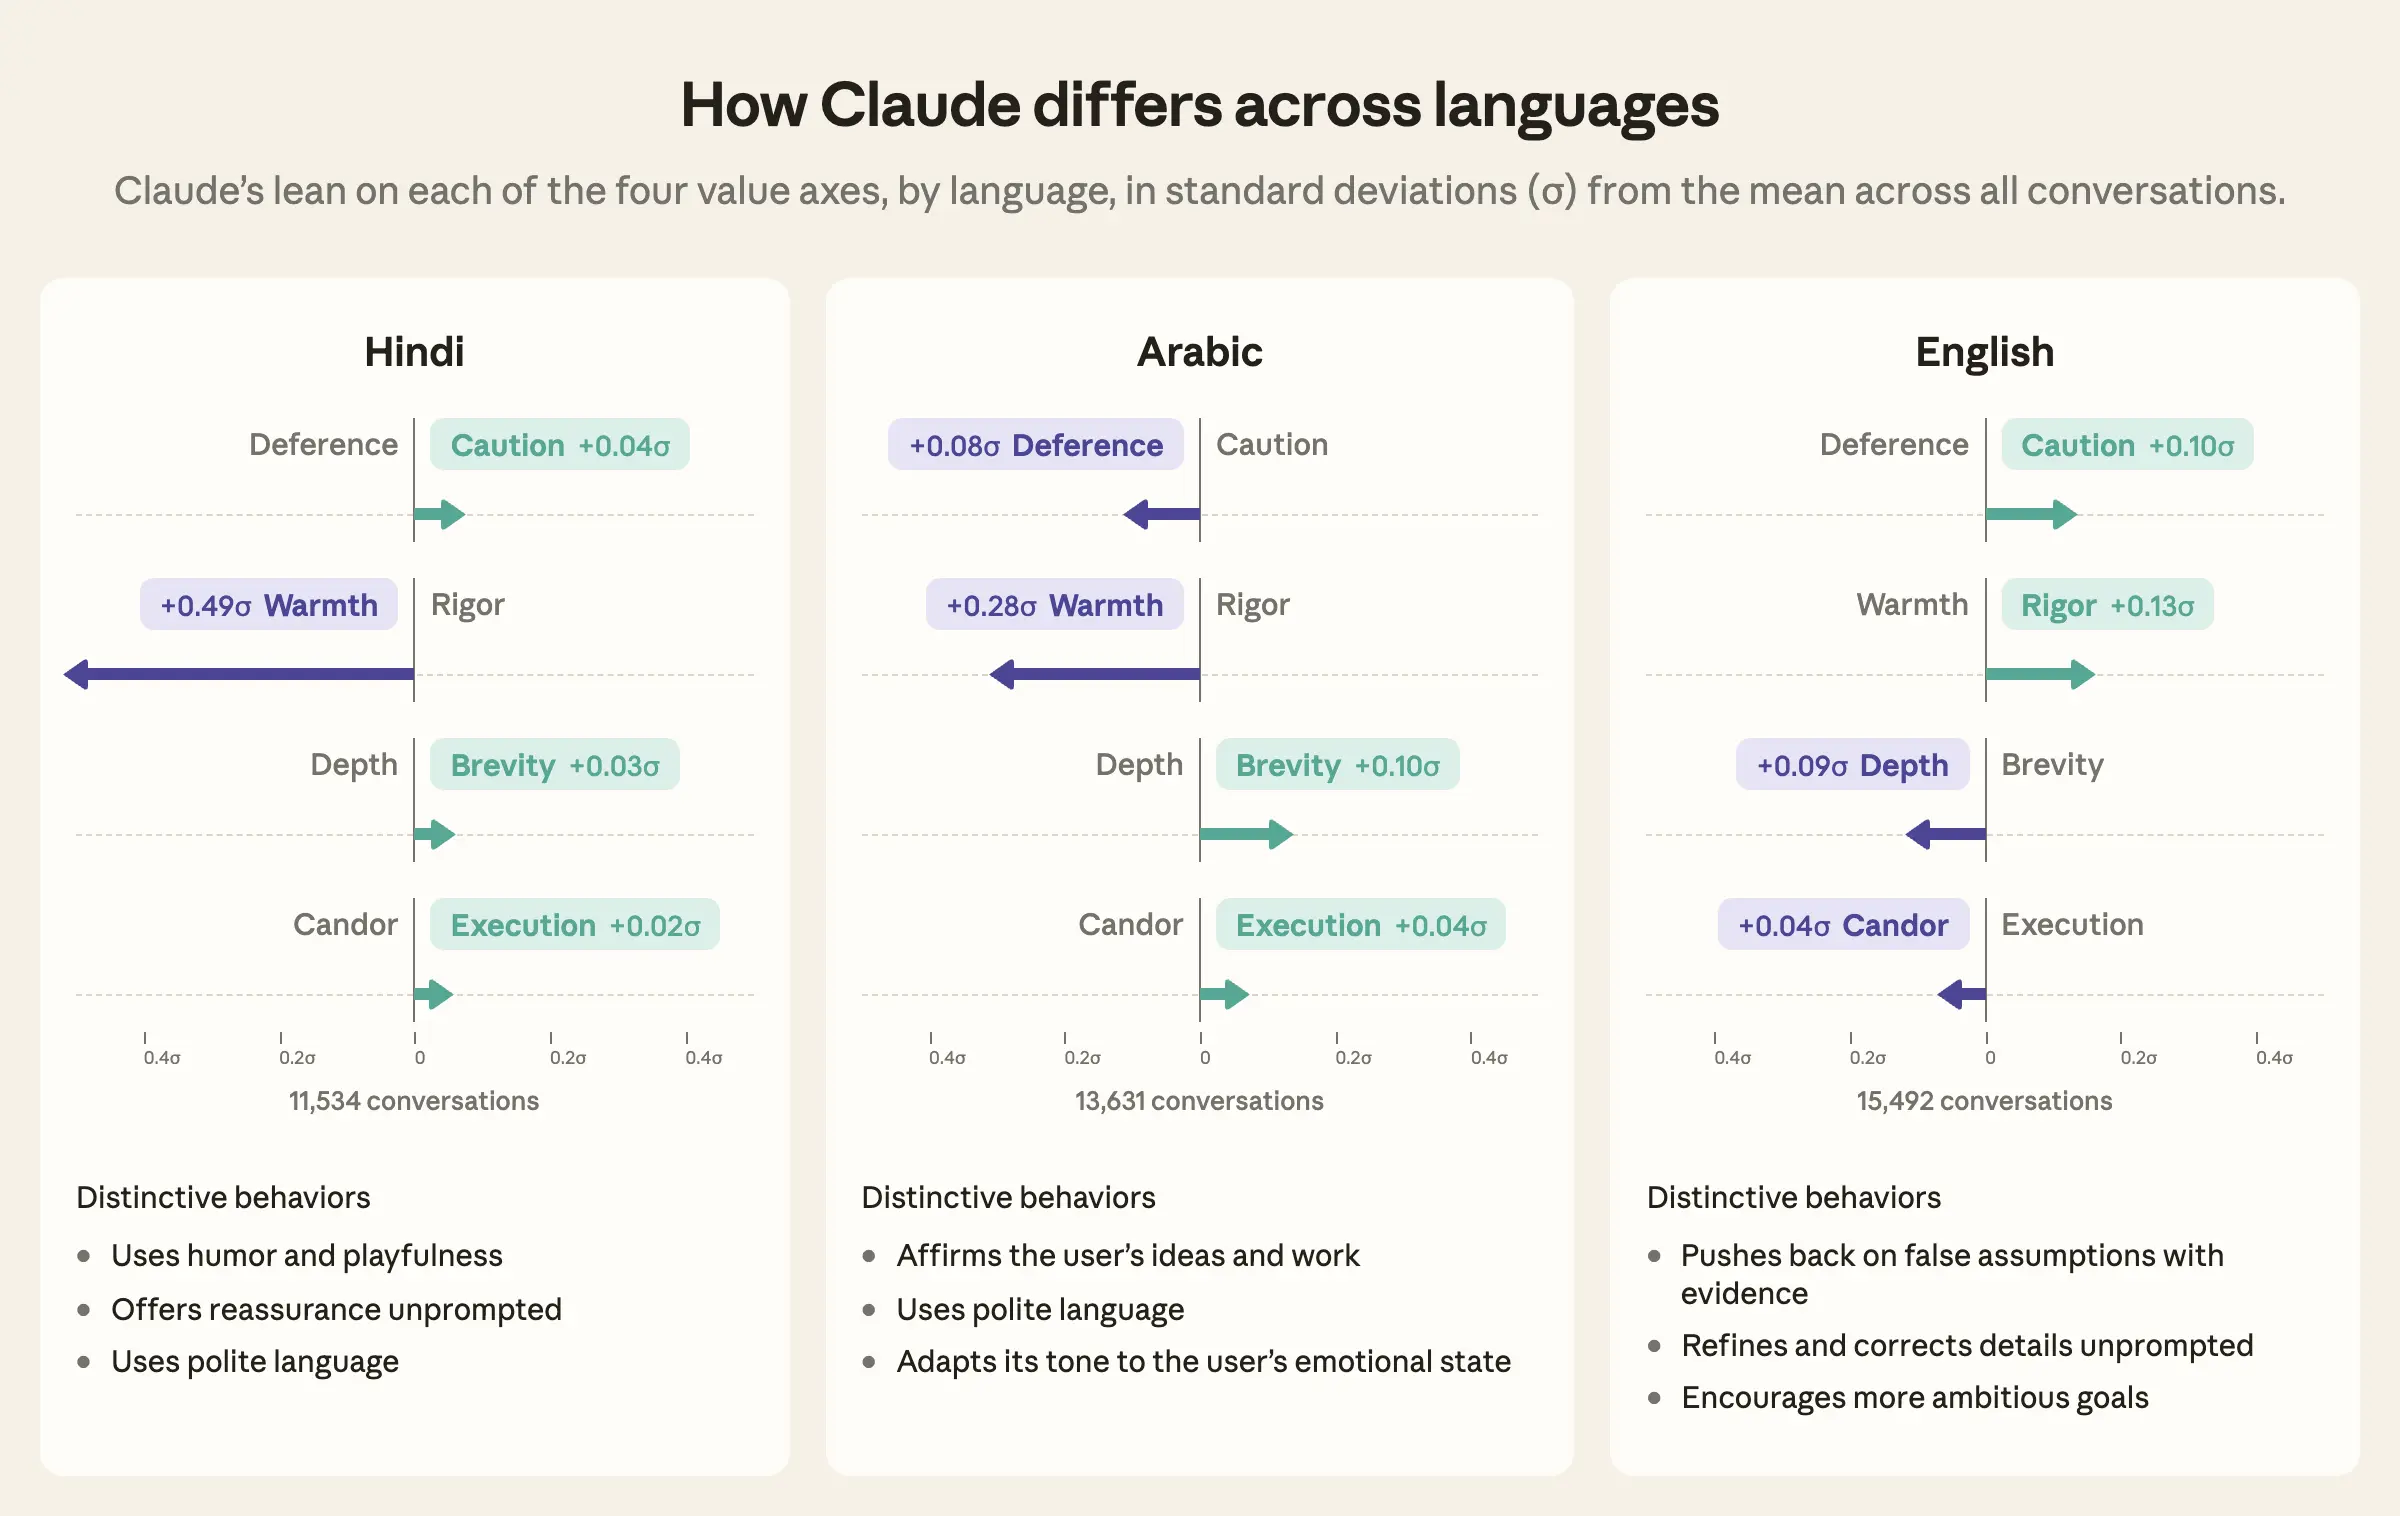 How Claude differs across languages
Claude’s lean on each of the four value axes, by language, in standard deviations (σ) from the mean across all conversations.
Hindi
Deference
Caution +0.04σ
+0.49σ Warmth
Rigor
Depth
Brevity +0.03σ
Candor
Execution +0.02σ
0.4σ
0.2σ
0
0.2σ
0.4σ
11,534 conversations
Distinctive behaviors
Uses humor and playfulness
Offers reassurance unprompted
Uses polite language
Arabic
+0.08σ Deference
Caution
+0.28σ Warmth
Rigor
Depth
Brevity +0.10σ
Candor
Execution +0.04σ
0.4σ
0.2σ
0
0.2σ
0.4σ
13,631 conversations
Distinctive behaviors
Affirms the user’s ideas and work
Uses polite language
Adapts its tone to the user’s emotional state
English
Deference
Caution +0.10σ
Warmth
Rigor +0.13σ
+0.09σ Depth
Brevity
+0.04σ Candor
Execution
0.4σ
0.2σ
0
0.2σ
0.4σ
15,492 conversations
Distinctive behaviors
Pushes back on false assumptions with
evidence
Refines and corrects details unprompted
Encourages more ambitious goals